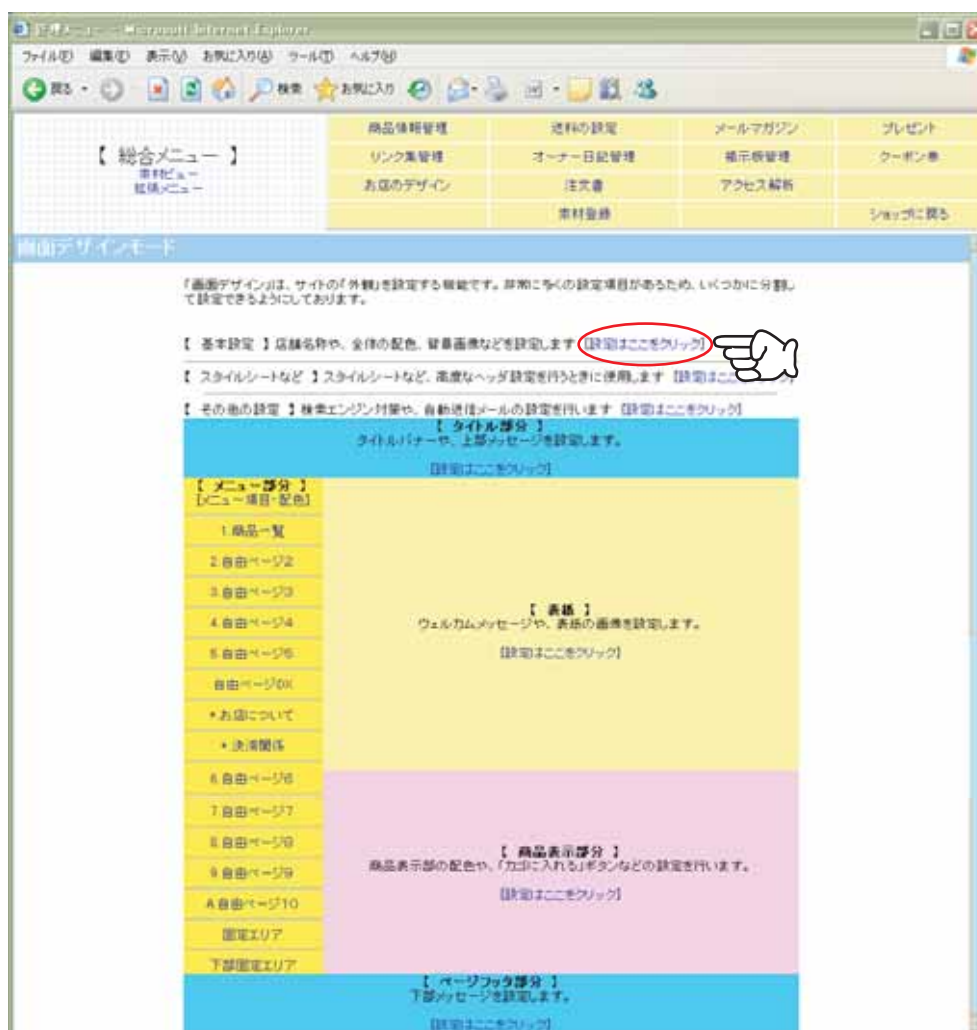 管理メニュー - Microsoft Internet Explorer
ファイル(F) 編集(E) 表示(V) お気に入り(A) ツール(T) ヘルプ(H)
戻る 検索 お気に入り
【 総合メニュー 】
素材ビュー
拡張メニュー
商品情報管理 送料の設定 メールマガジン プレゼント
リンク集管理 オーナー日記管理 掲示板管理 クーポン券
お店のデザイン 注文書 アクセス解析
素材登録 ショップに戻る
画面デザインモード
「画面デザイン」は、サイトの「外観」を設定する機能です。非常に多くの設定項目があるため、いくつかに分割し
て設定できるようにしております。
【 基本設定 】店舗名称や、全体の配色、背景画像などを設定します [設定はここをクリック]
【 スタイルシートなど 】スタイルシートなど、高度なヘッダ設定を行うときに使用します [設定はここ
【 その他の設定 】検索エンジン対策や、自動送信メールの設定を行います [設定はここをクリック]
【 タイトル部分 】
タイトルバナーや、上部メッセージを設定します。
[設定はここをクリック]
【 メニュー部分 】
[メニュー項目・配色]
1.商品一覧
2.自由ページ2
3.自由ページ3
4.自由ページ4
5.自由ページ5
自由ページDX
*お店について
*決済関係
6.自由ページ6
7.自由ページ7
8.自由ページ8
9.自由ページ9
A.自由ページ10
固定エリア
下部固定エリア
【 表紙 】
ウェルカムメッセージや、表紙の画像を設定します。
[設定はここをクリック]
【 商品表示部分 】
商品表示部の配色や、「カゴに入れる」ボタンなどの設定を行います。
[設定はここをクリック]
【 ページフッタ部分 】
下部メッセージを設定します。
[設定はここをクリック]